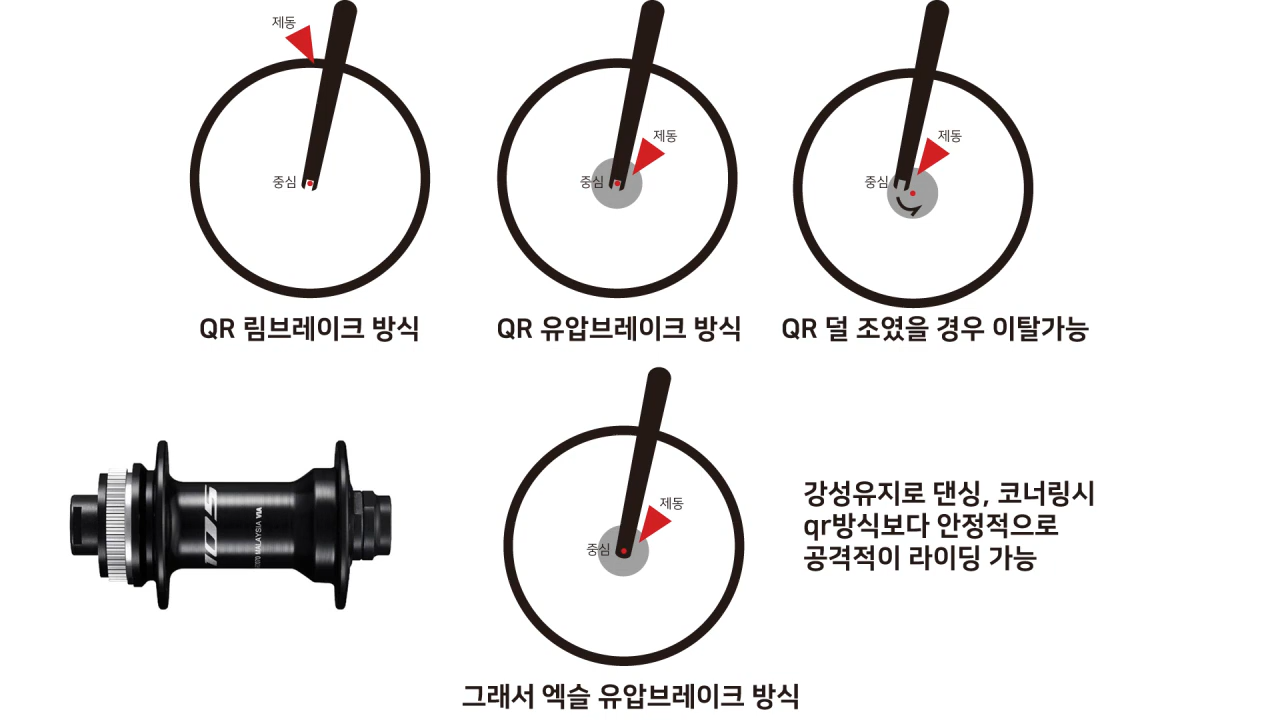 제동
중심
QR 림브레이크 방식
제동
중심
QR 유압브레이크 방식
제동
중심
QR 덜 조였을 경우 이탈가능
105
MALAYSIA VIA
제동
중심
그래서 엑슬 유압브레이크 방식
강성유지로 댄싱, 코너링시
qr방식보다 안정적으로
공격적이 라이딩 가능